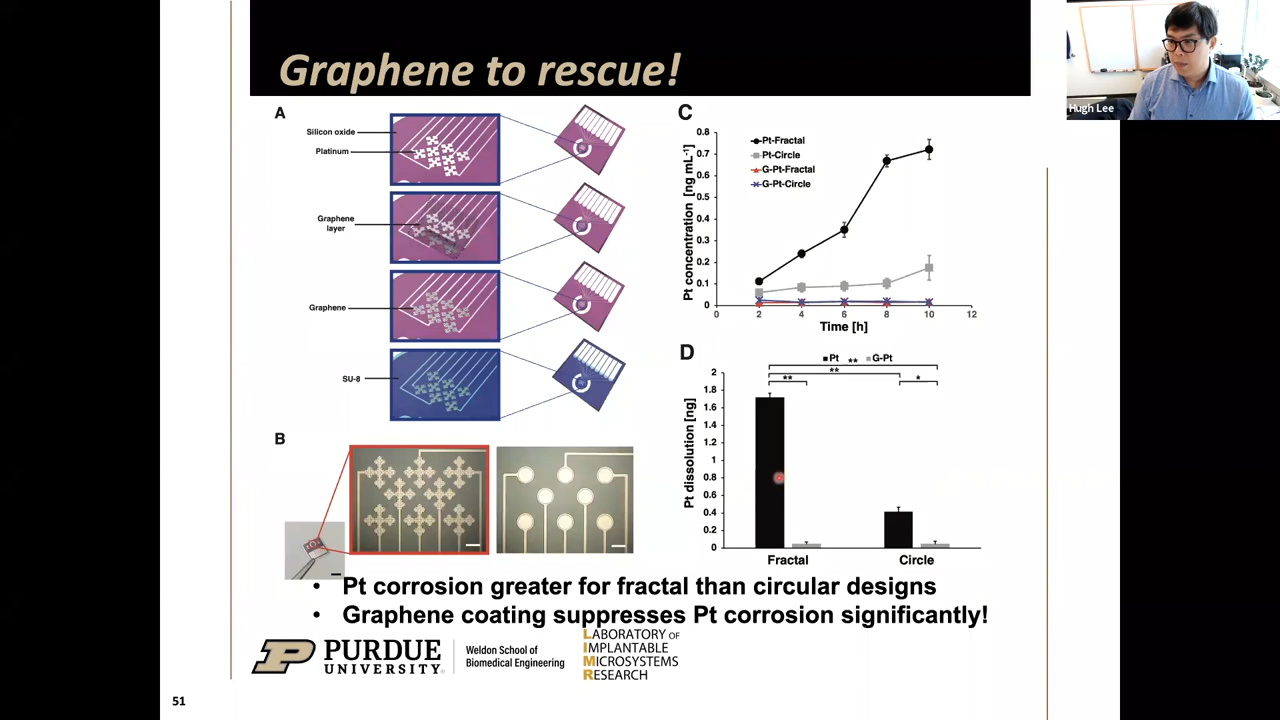 Graphene to rescue!
Hugh Lee
A
Silicon oxide
Platinum
Graphene
layer
Graphene
SU-8
B
C
Pt concentration [ng mL-1]
0.8
0.7
0.6
0.5
0.4
0.3
0.2
0.1
0
Pt-Fractal
Pt-Circle
G-Pt-Fractal
G-Pt-Circle
0 2 4 6 8 10 12
Time [h]
D
Pt G-Pt
**
**
** *
Pt dissolution [ng]
2
1.8
1.6
1.4
1.2
1
0.8
0.6
0.4
0.2
0
Fractal Circle
• Pt corrosion greater for fractal than circular designs
• Graphene coating suppresses Pt corrosion significantly!
P PURDUE
UNIVERSITY
Weldon School of
Biomedical Engineering
LABORATORY OF
IMPLANTABLE
MICROSYSTEMS
RESEARCH
51